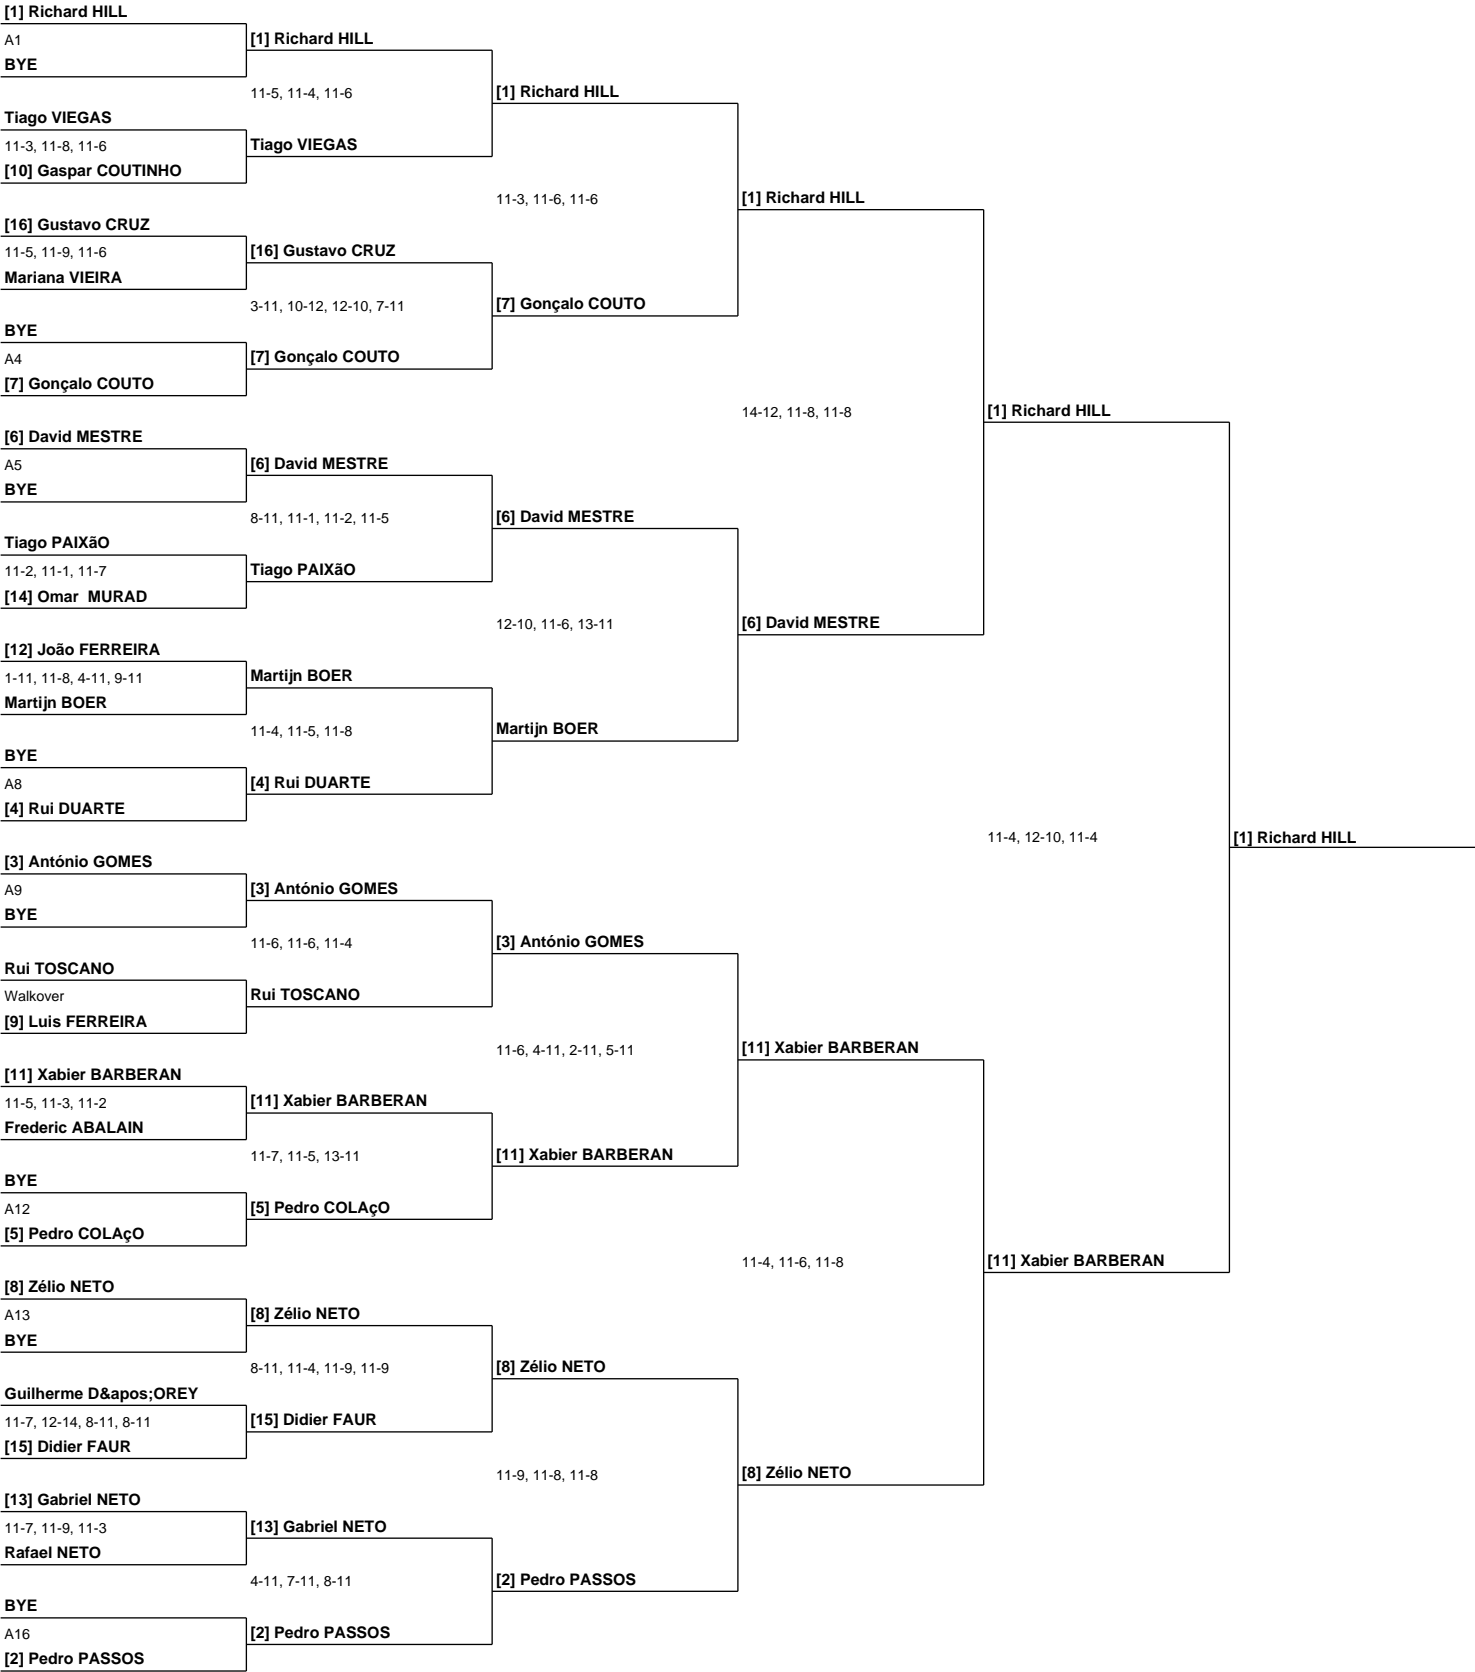 [1] Richard HILL
A1
[1] Richard HILL
BYE
11-5, 11-4, 11-6
[1] Richard HILL
Tiago VIEGAS
11-3, 11-8, 11-6
Tiago VIEGAS
[10] Gaspar COUTINHO
11-3, 11-6, 11-6
[1] Richard HILL
[16] Gustavo CRUZ
11-5, 11-9, 11-6
[16] Gustavo CRUZ
Mariana VIEIRA
3-11, 10-12, 12-10, 7-11
[7] Gonçalo COUTO
BYE
A4
[7] Gonçalo COUTO
[7] Gonçalo COUTO
14-12, 11-8, 11-8
[1] Richard HILL
[6] David MESTRE
A5
[6] David MESTRE
BYE
8-11, 11-1, 11-2, 11-5
[6] David MESTRE
Tiago PAIXãO
11-2, 11-1, 11-7
Tiago PAIXãO
[14] Omar  MURAD
12-10, 11-6, 13-11
[6] David MESTRE
[12] João FERREIRA
1-11, 11-8, 4-11, 9-11
Martijn BOER
Martijn BOER
11-4, 11-5, 11-8
Martijn BOER
BYE
A8
[4] Rui DUARTE
[4] Rui DUARTE
11-4, 12-10, 11-4
[1] Richard HILL
[3] António GOMES
A9
[3] António GOMES
BYE
11-6, 11-6, 11-4
[3] António GOMES
Rui TOSCANO
Walkover
Rui TOSCANO
[9] Luis FERREIRA
11-6, 4-11, 2-11, 5-11
[11] Xabier BARBERAN
[11] Xabier BARBERAN
11-5, 11-3, 11-2
[11] Xabier BARBERAN
Frederic ABALAIN
11-7, 11-5, 13-11
[11] Xabier BARBERAN
BYE
A12
[5] Pedro COLAçO
[5] Pedro COLAçO
11-4, 11-6, 11-8
[11] Xabier BARBERAN
[8] Zélio NETO
A13
[8] Zélio NETO
BYE
8-11, 11-4, 11-9, 11-9
[8] Zélio NETO
Guilherme D&apos;OREY
11-7, 12-14, 8-11, 8-11
[15] Didier FAUR
[15] Didier FAUR
11-9, 11-8, 11-8
[8] Zélio NETO
[13] Gabriel NETO
11-7, 11-9, 11-3
[13] Gabriel NETO
Rafael NETO
4-11, 7-11, 8-11
[2] Pedro PASSOS
BYE
A16
[2] Pedro PASSOS
[2] Pedro PASSOS